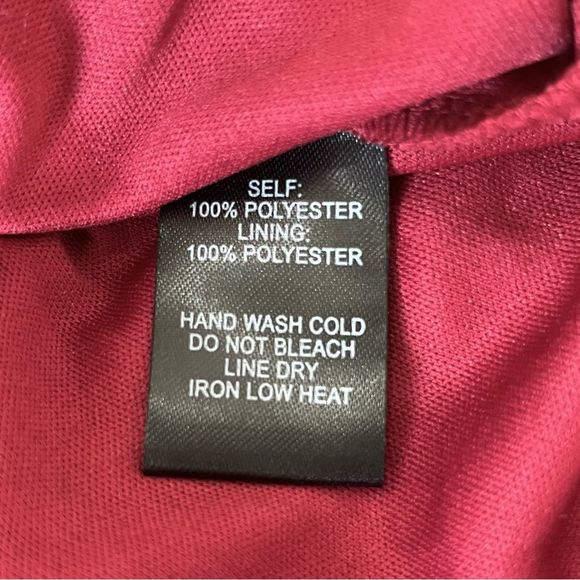 SELF:
100% POLYESTER
LINING:
100% POLYESTER
HAND WASH COLD
DO NOT BLEACH
LINE DRY
IRON LOW HEAT